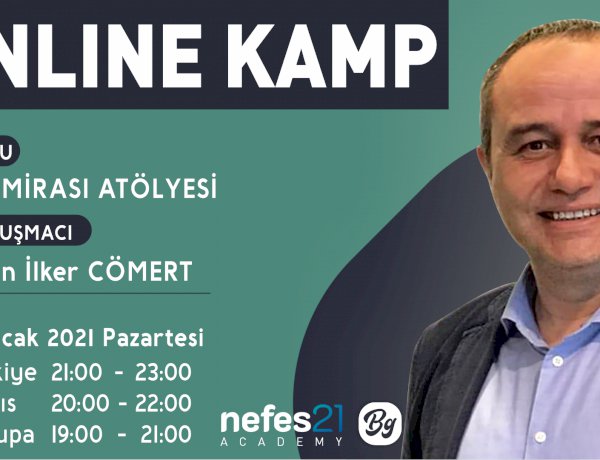 NLINE KAMP
U
MİRASI ATÖLYESİ
UŞMACI
n İlker CÖMERT
cak 2021 Pazartesi
kiye 21:00 - 23:00
ıs 20:00 - 22:00
upa 19:00 - 21:00
nefes21
ACADEMY
Bg